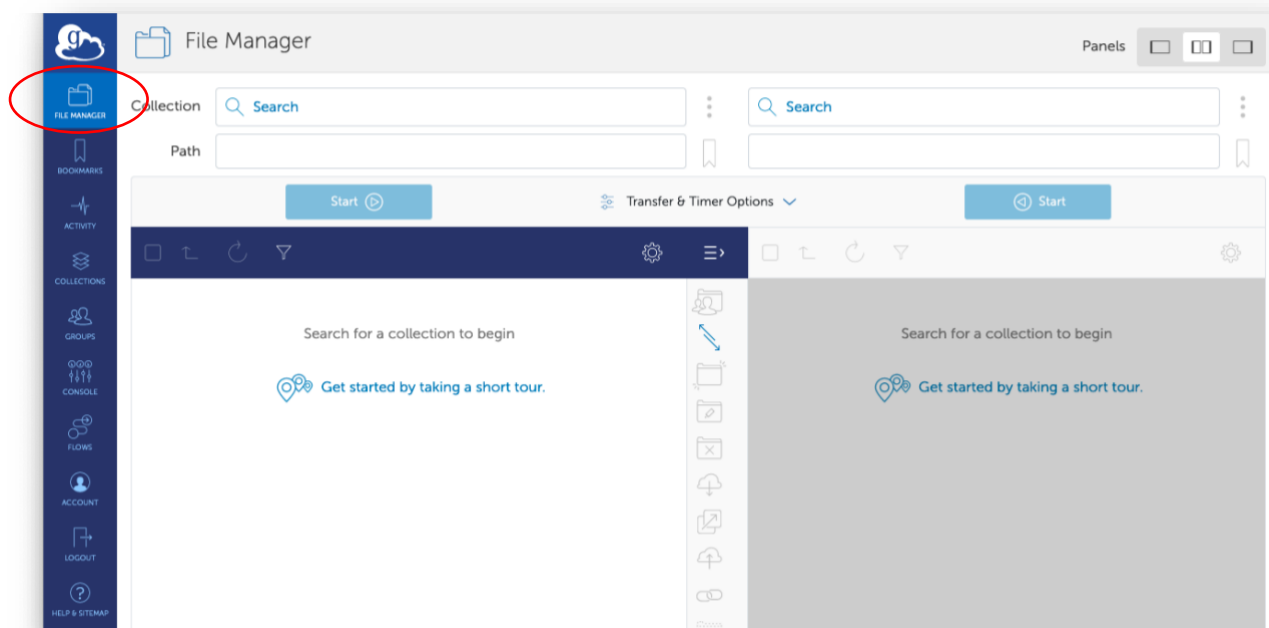 g
File Manager
Panels
FILE MANAGER
Collection
Search
Search
Path
BOOKMARKS
Start
Transfer & Timer Options
Start
ACTIVITY
COLLECTIONS
GROUPS
Search for a collection to begin
Search for a collection to begin
CONSOLE
Get started by taking a short tour.
Get started by taking a short tour.
FLOWS
ACCOUNT
LOGOUT
HELP & SITEMAP